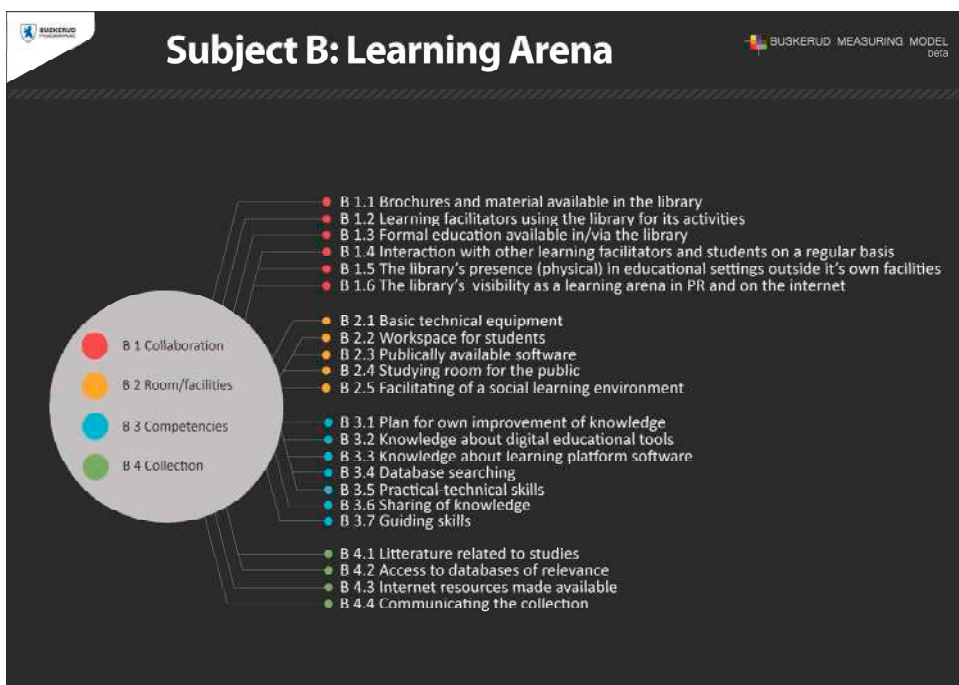 BUSKERUD
Subject B: Learning Arena
BUSKERUD MEASURING MODEL
beta
B 1.1 Brochures and material available in the library
B 1.2 Learning facilitators using the library for its activities
B 1.3 Formal education available in/via the library
B 1.4 Interaction with other learning facilitators and students on a regular basis
B 1.5 The library's presence (physical) in educational settings outside it's own facilities
B 1.6 The library's visibility as a learning arena in PR and on the internet
B 1 Collaboration
B 2 Room/facilities
B 3 Competencies
B 4 Collection
B 2.1 Basic technical equipment
B 2.2 Workspace for students
B 2.3 Publically available software
B 2.4 Studying room for the public
B 2.5 Facilitating of a social learning environment
B 3.1 Plan for own improvement of knowledge
B 3.2 Knowledge about digital educational tools
B 3.3 Knowledge about learning platform software
B 3.4 Database searching
B 3.5 Practical-technical skills
B 3.6 Sharing of knowledge
B 3.7 Guiding skills
B 4.1 Litterature related to studies
B 4.2 Access to databases of relevance
B 4.3 Internet resources made available
B 4.4 Communicating the collection